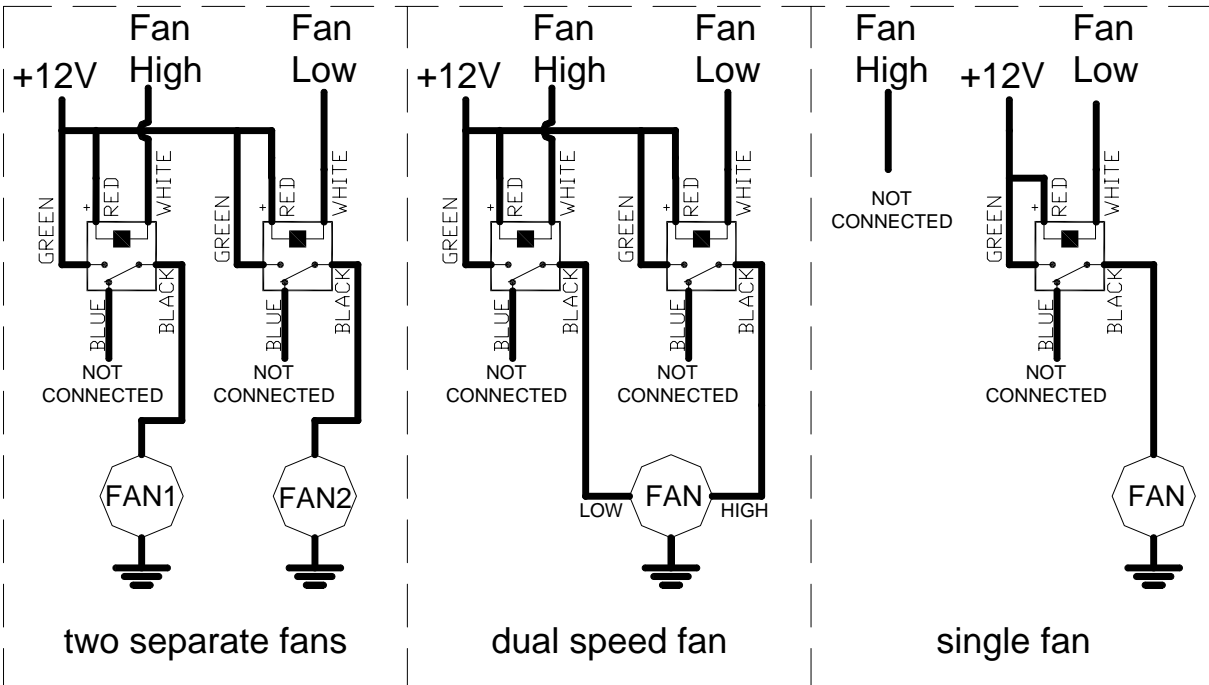 Fan
High
Fan
Low
+12V
GREEN
+
RED
WHITE
GREEN
+
RED
WHITE
BLUE
BLACK
BLUE
BLACK
NOT
CONNECTED
NOT
CONNECTED
FAN1
FAN2
two separate fans
Fan
High
Fan
Low
+12V
GREEN
+
RED
WHITE
GREEN
+
RED
WHITE
BLUE
BLACK
BLUE
BLACK
NOT
CONNECTED
NOT
CONNECTED
LOW
FAN
HIGH
dual speed fan
Fan
High
+12V
Fan
Low
NOT
CONNECTED
GREEN
+
RED
WHITE
BLUE
BLACK
NOT
CONNECTED
FAN
single fan